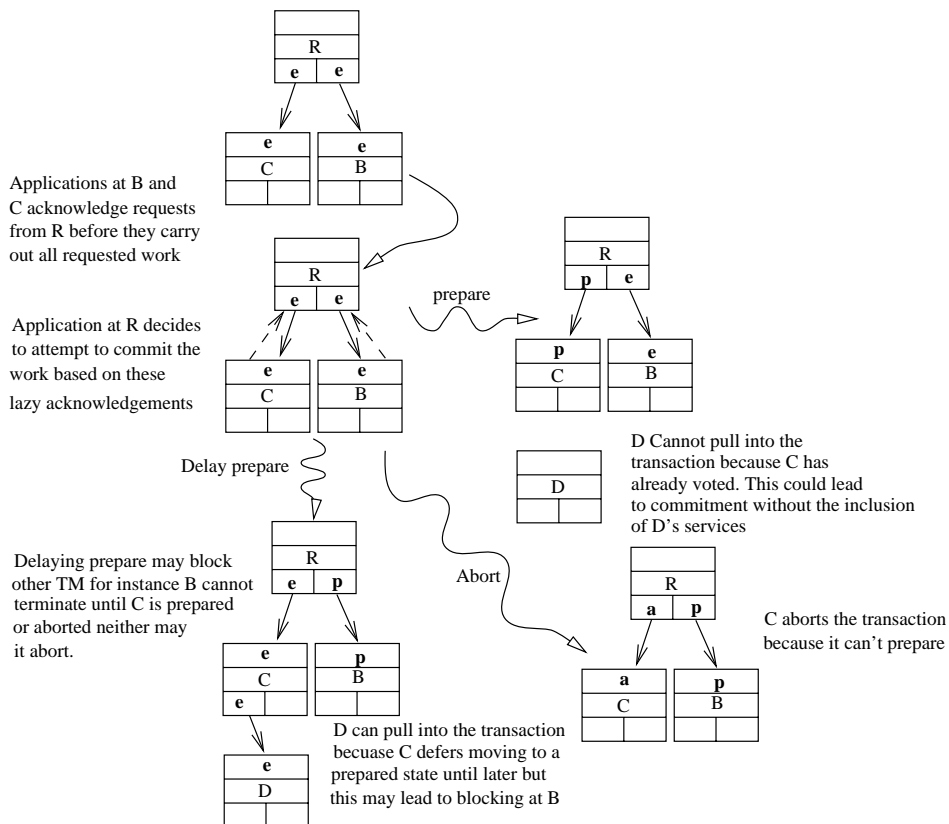 R
e e
e e
C B
Applications at B and
C acknowledge requests
from R before they carry
out all requested work
R
e e
prepare
R
p e
Application at R decides
to attempt to commit the
work based on these
lazy acknowledgements
e e
C B
p e
C B
Delay prepare
D Cannot pull into the
transaction because C has
already voted. This could lead
to commitment without the inclusion
of D's services
D
R
e p
Delaying prepare may block
other TM for instance B cannot
terminate until C is prepared
or aborted neither may
it abort.
Abort
R
a p
C aborts the transaction
because it can't prepare
e p
C B
e
a p
C B
D can pull into the transaction
becuase C defers moving to a
prepared state until later but
this may lead to blocking at B
e
D